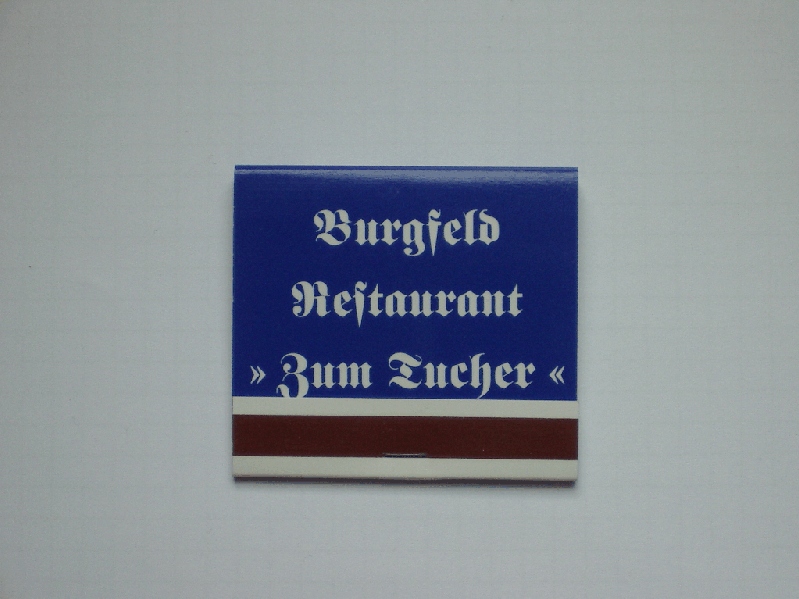 Burgfeld
Reſtaurant
» Zum Tucher «